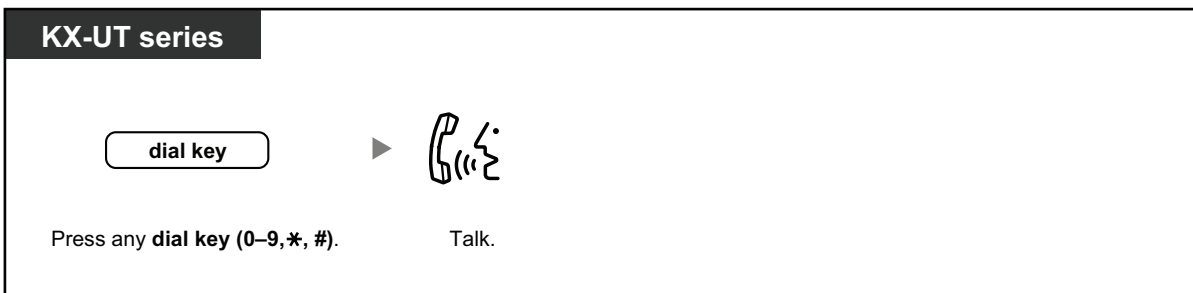 KX-UT series
dial key
Press any dial key (0–9,✱, #). Talk.